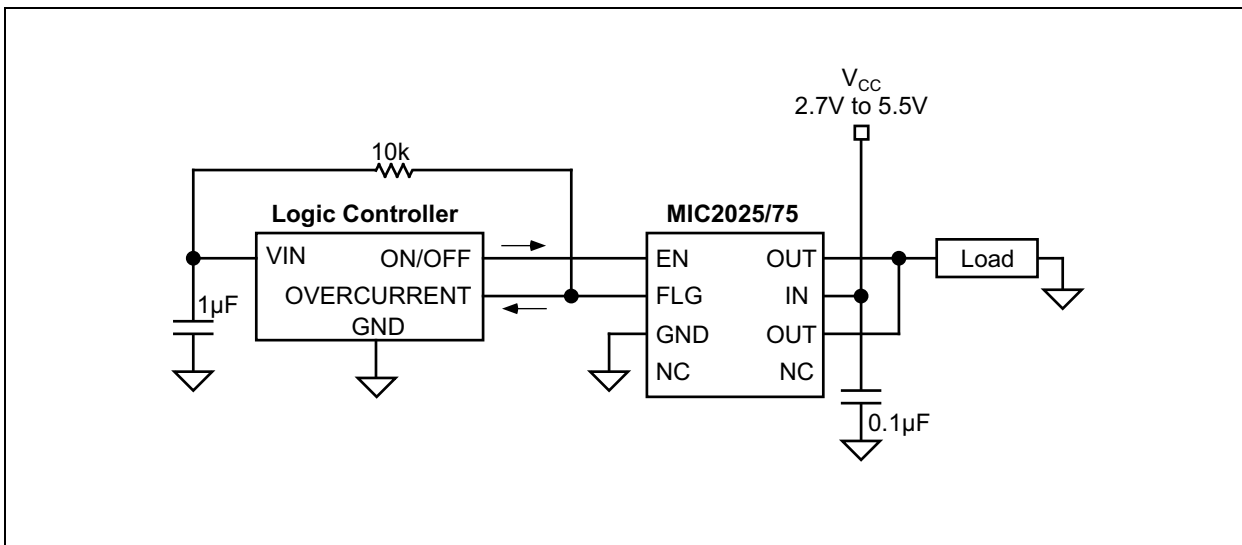 V_CC
2.7V to 5.5V
10k
Logic Controller
MIC2025/75
VIN
ON/OFF
OVERCURRENT
GND
1µF
EN
FLG
GND
NC
OUT
IN
OUT
NC
Load
0.1µF